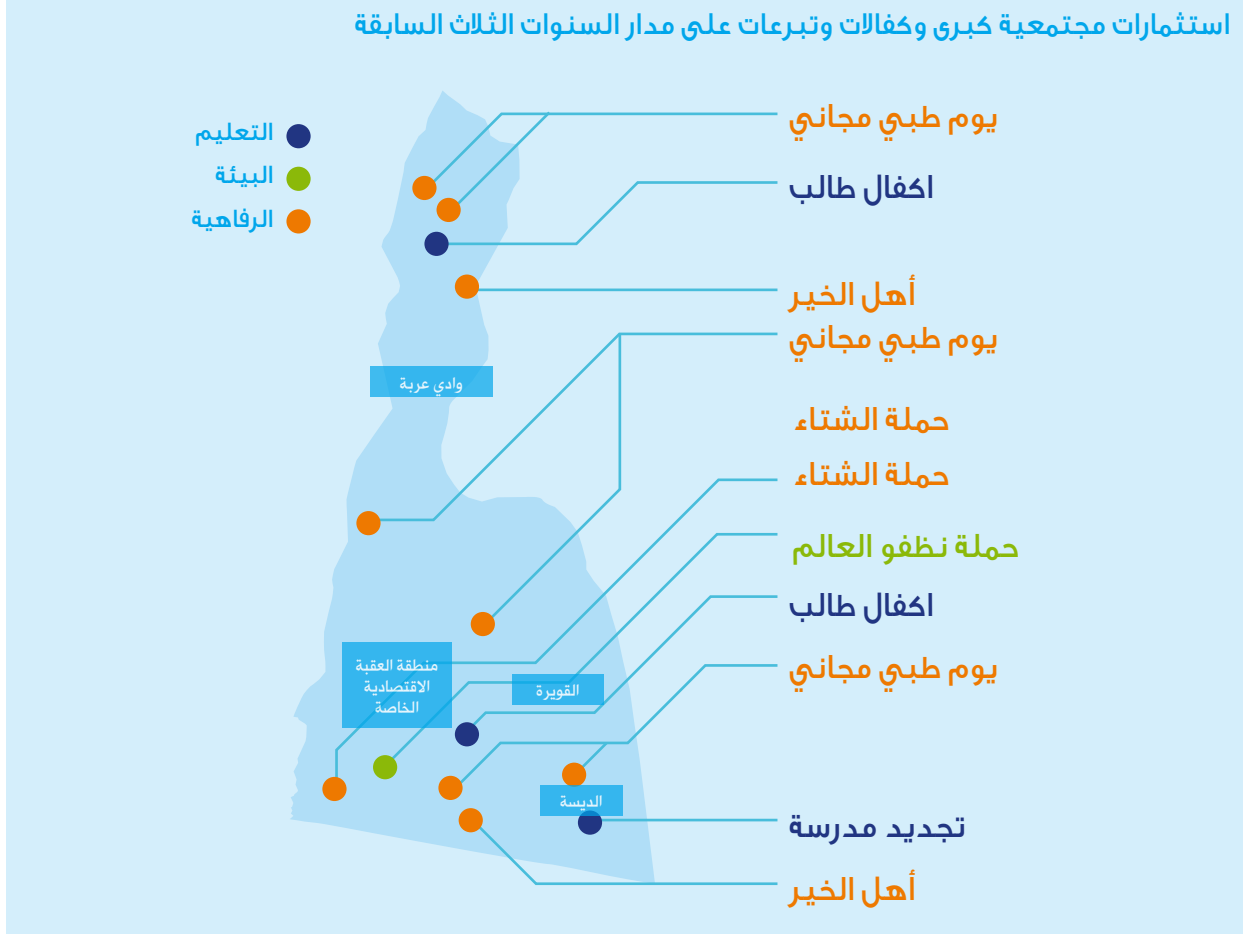 استثمارات مجتمعية كبرى وكفالات وتبرعات على مدار السنوات الثلاث السابقة
التعليم
البيئة
الرفاهية
يوم طبي مجاني
اكفال طالب
أهل الخير
يوم طبي مجاني
حملة الشتاء
حملة الشتاء
حملة نظفو العالم
اكفال طالب
يوم طبي مجاني
تجديد مدرسة
أهل الخير
وادي عربة
منطقة العقبة
الاقتصادية
الخاصة
القويرة
الديسة